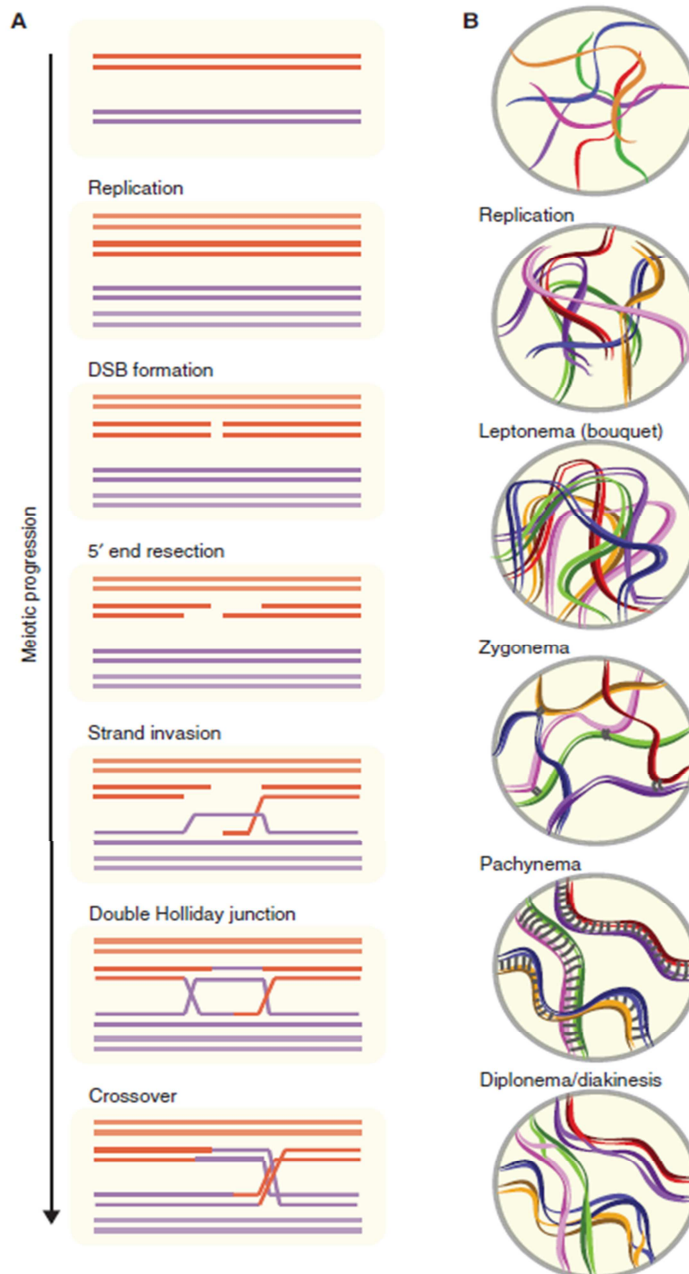 A
Replication
DSB formation
5′ end resection
Strand invasion
Double Holliday junction
Crossover
Meiotic progression
B
Replication
Leptonema (bouquet)
Zygonema
Pachynema
Diplonema/diakinesis